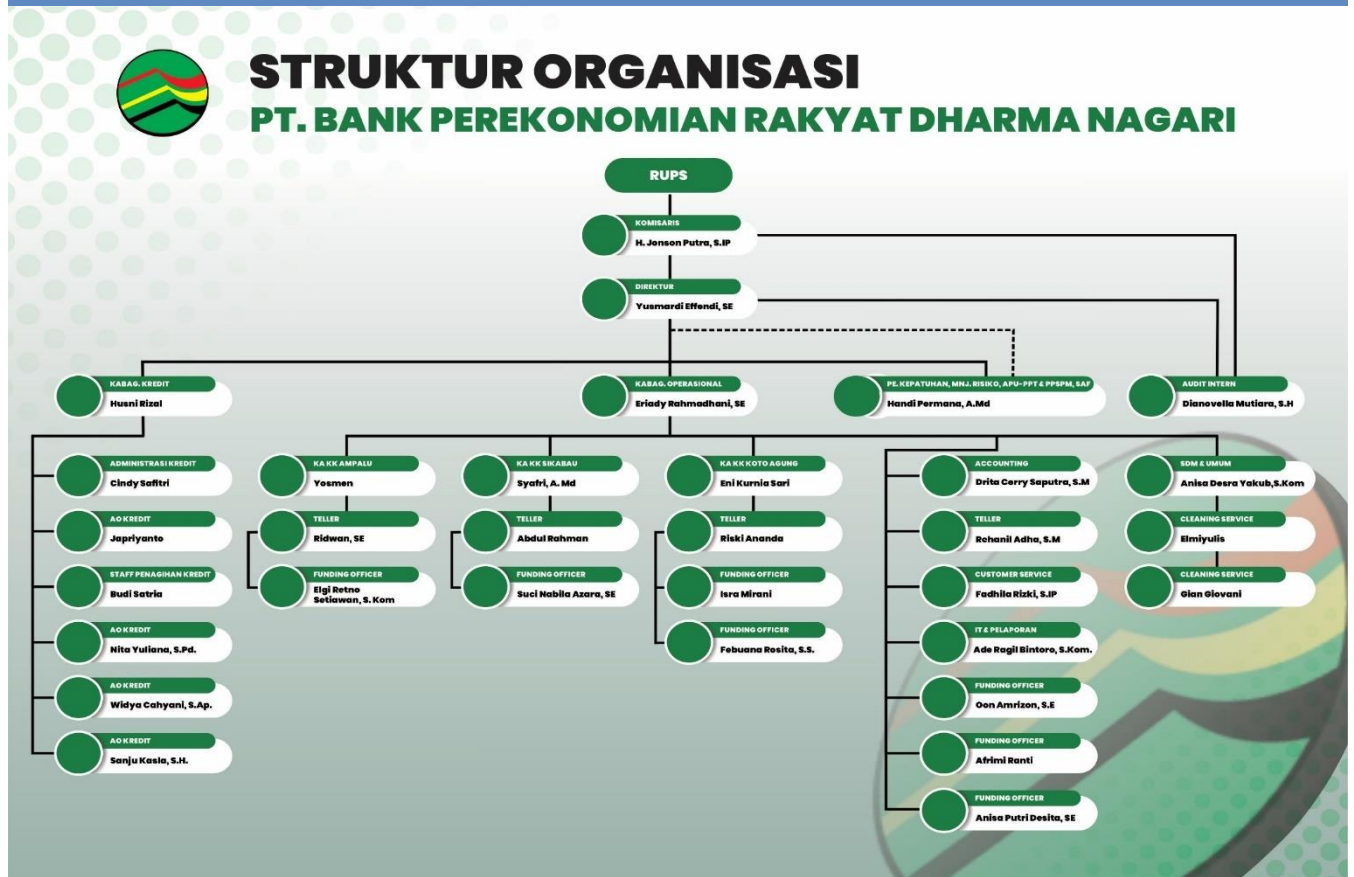 STRUKTUR ORGANISASI
PT. BANK PEREKONOMIAN RAKYAT DHARMA NAGARI
RUPS
KOMISARIS
H. Jonson Putra, S.IP
DIREKTUR
Yusmardi Effendi, SE
KABAG. KREDIT
Husni Rizal
KABAG. OPERASIONAL
Eriady Rahmadhani, SE
PE. KEPATUHAN, MNJ. RISIKO, APU-PPT & PPSPM, SAF
Handi Permana, A.Md
AUDIT INTERN
Dianovella Mutiara, S.H
ADMINISTRASI KREDIT
Cindy Safitri
AO KREDIT
Japriyanto
STAFF PENAGIHAN KREDIT
Budi Satria
AO KREDIT
Nita Yuliana, S.Pd.
AO KREDIT
Widya Cahyani, S.Ap.
AO KREDIT
Sanju Kasla, S.H.
KA KK AMPALU
Yosmen
TELLER
Ridwan, SE
FUNDING OFFICER
Elgi Retno
Setiawan, S. Kom
KA KK SIKABAU
Syafri, A. Md
TELLER
Abdul Rahman
FUNDING OFFICER
Suci Nabila Azara, SE
KA KK KOTO AGUNG
Eni Kurnia Sari
TELLER
Riski Ananda
FUNDING OFFICER
Isra Mirani
FUNDING OFFICER
Febuana Rosita, S.S.
ACCOUNTING
Drita Cerry Saputra, S.M
TELLER
Rehanil Adha, S.M
CUSTOMER SERVICE
Fadhila Rizki, S.IP
IT & PELAPORAN
Ade Ragil Bintoro, S.Kom.
FUNDING OFFICER
Oon Amrizon, S.E
FUNDING OFFICER
Afrimi Ranti
FUNDING OFFICER
Anisa Putri Desita, SE
SDM & UMUM
Anisa Desra Yakub,S.Kom
CLEANING SERVICE
Elmiyulis
CLEANING SERVICE
Gian Giovani